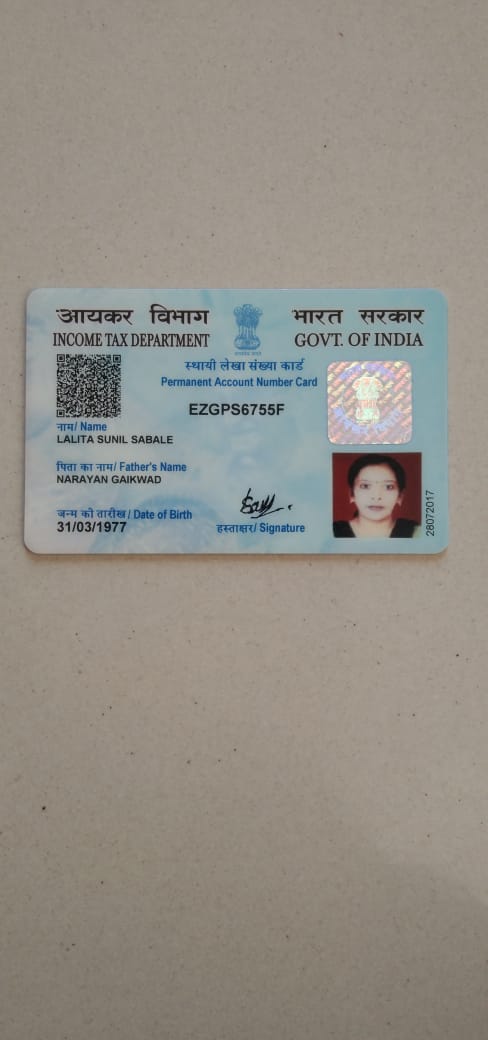 आयकर विभाग
INCOME TAX DEPARTMENT
भारत सरकार
GOVT. OF INDIA
स्थायी लेखा संख्या कार्ड
Permanent Account Number Card
EZGPS6755F
नाम/ Name
LALITA SUNIL SABALE
पिता का नाम/ Father's Name
NARAYAN GAIKWAD
जन्म की तारीख/ Date of Birth
31/03/1977
हस्ताक्षर/ Signature
28072017